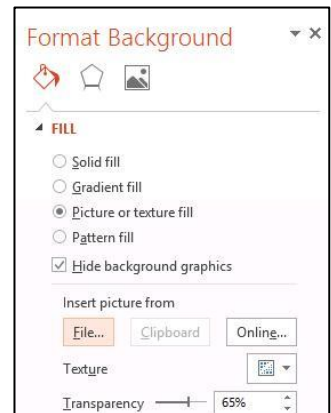 Format Background
FILL
Solid fill
Gradient fill
Picture or texture fill
Pattern fill
Hide background graphics
Insert picture from
File... Clipboard Online...
Texture
Transparency 65%